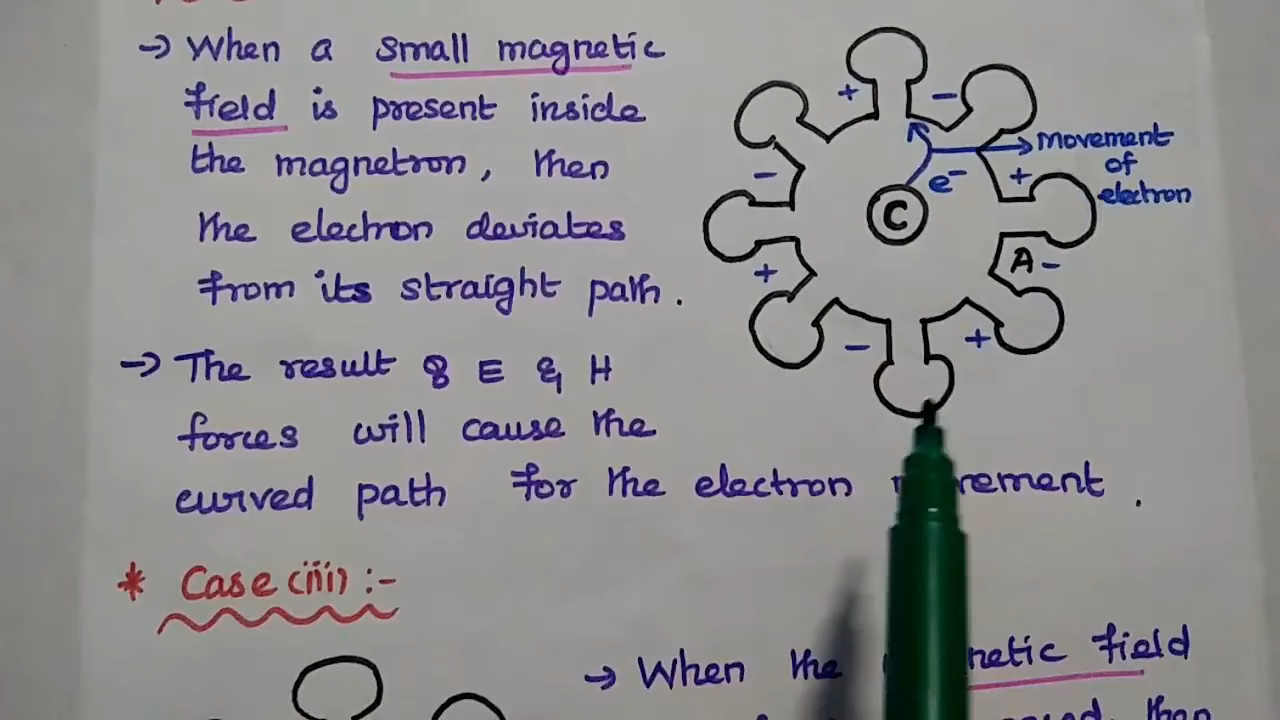 → When a small magnetic
field is present inside
the magnetron, then
the electron deviates
from its straight path.
→ The result of E & H
forces will cause the
curved path for the electron
+ -
- +
+ -
- +
C
e-
A
Movement
of
electron
* Case (iii) :-
→ When the field